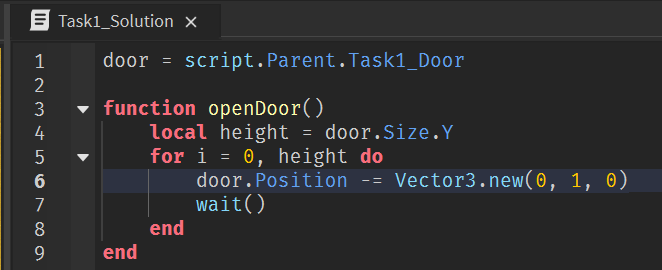 Task1_Solution ×
1 door = script.Parent.Task1_Door
2
3 function openDoor()
4 local height = door.Size.Y
5 for i = 0, height do
6 door.Position -= Vector3.new(0, 1, 0)
7 wait()
8 end
9 end